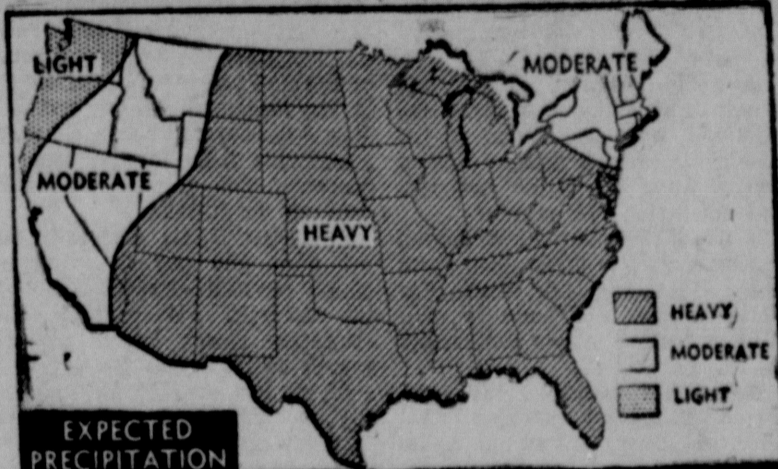 LIGHT
MODERATE
MODERATE
HEAVY
HEAVY
MODERATE
LIGHT
EXPECTED
PRECIPITATION